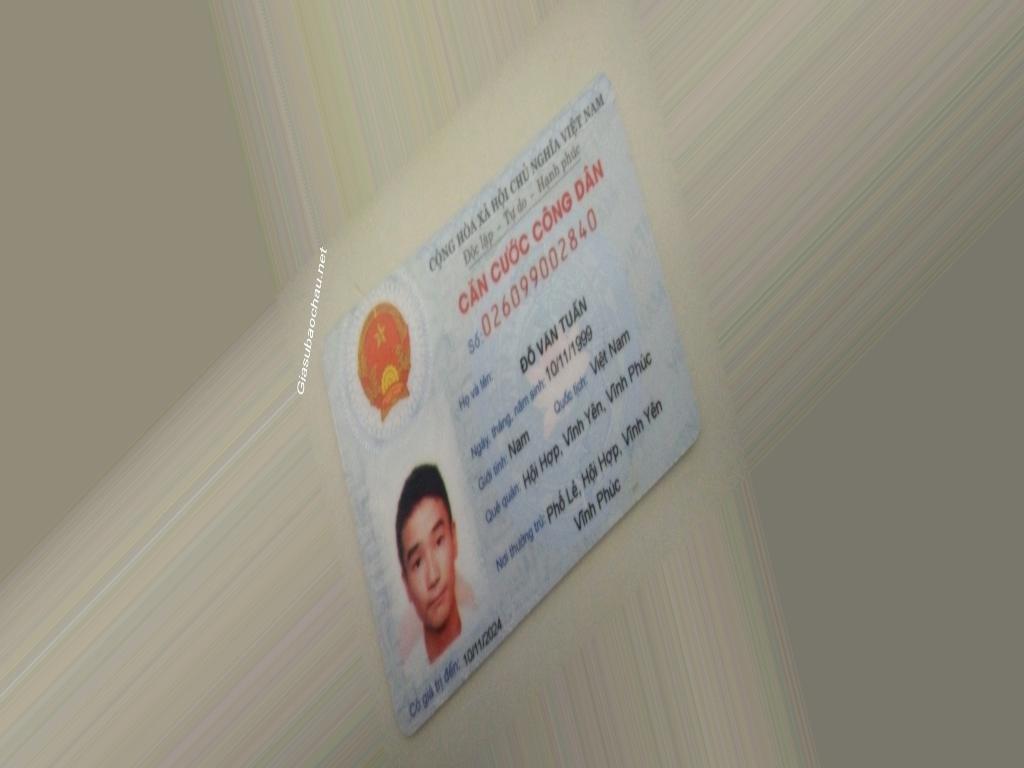 CỘNG HÒA XÃ HỘI CHỦ NGHĨA VIỆT NAM
Độc lập - Tự do - Hạnh phúc
CĂN CƯỚC CÔNG DÂN
Số: 026099002840
Họ và tên: ĐỖ VĂN TUẤN
Ngày, tháng, năm sinh: 10/11/1999
Giới tính: Nam Quốc tịch: Việt Nam
Quê quán: Hội Hợp, Vĩnh Yên, Vĩnh Phúc
Nơi thường trú: Phố Lẻ, Hội Hợp, Vĩnh Yên
Vĩnh Phúc
Có giá trị đến: 10/11/2024
Giasubaochau.net